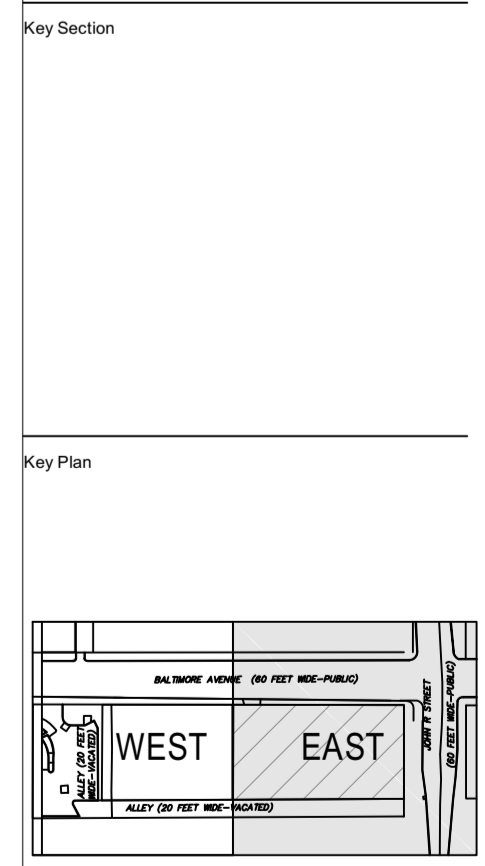 Key Section
Key Plan
BALTIMORE AVENUE (60 FEET WIDE-PUBLIC)
JOHN R STREET
(60 FEET WIDE-PUBLIC)
ALLEY (20 FEET
WIDE-VACATED)
WEST
EAST
ALLEY (20 FEET WIDE-VACATED)